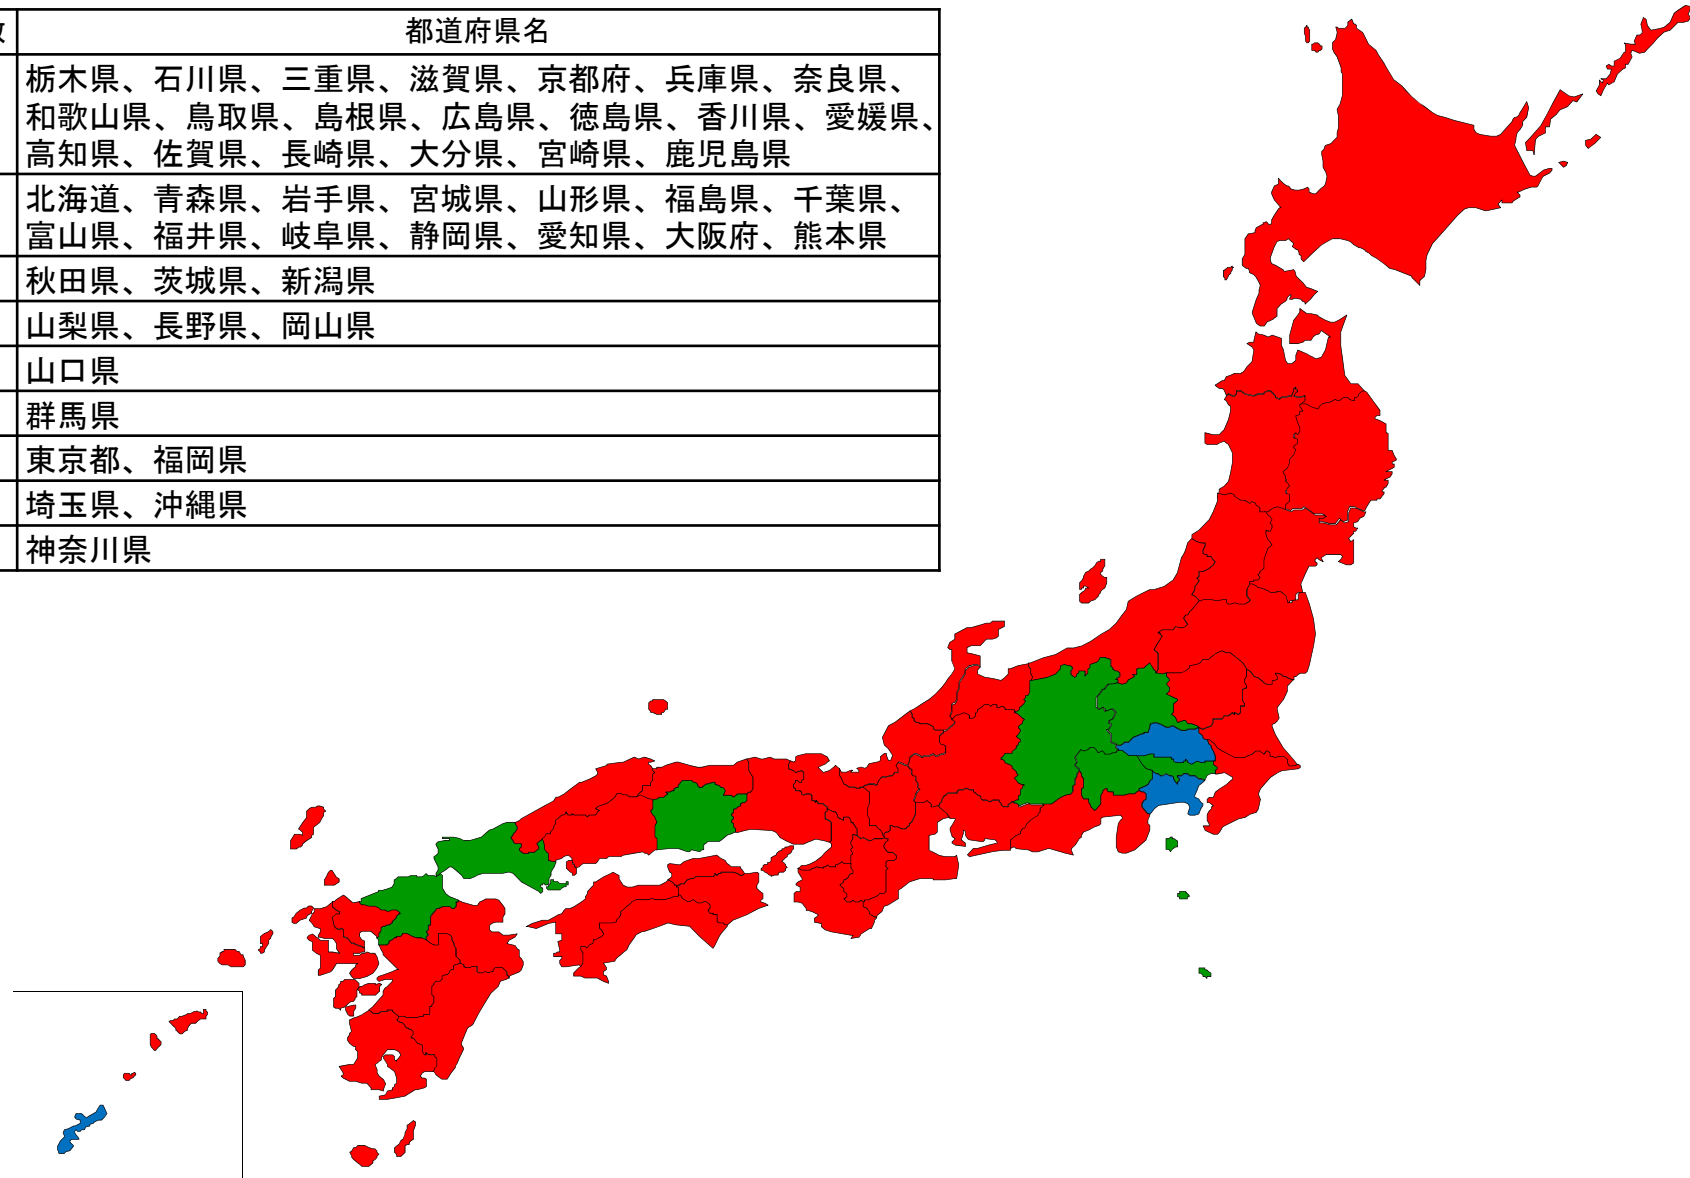 数 都道府県名
栃木県、石川県、三重県、滋賀県、京都府、兵庫県、奈良県、
和歌山県、鳥取県、島根県、広島県、徳島県、香川県、愛媛県、
高知県、佐賀県、長崎県、大分県、宮崎県、鹿児島県
北海道、青森県、岩手県、宮城県、山形県、福島県、千葉県、
富山県、福井県、岐阜県、静岡県、愛知県、大阪府、熊本県
秋田県、茨城県、新潟県
山梨県、長野県、岡山県
山口県
群馬県
東京都、福岡県
埼玉県、沖縄県
神奈川県